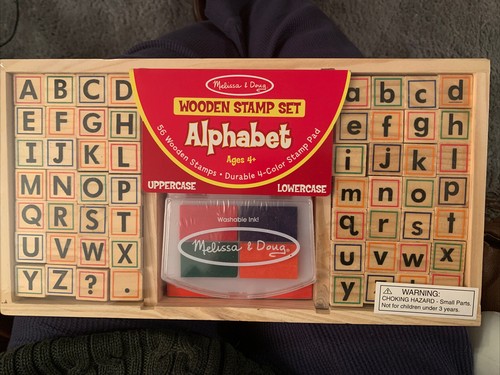 A B C D
E F G H
I J K L
M N O P
Q R S T
U V W X
Y Z ? .
Melissa & Doug
WOODEN STAMP SET
Alphabet
Ages 4+
56 Wooden Stamps • Durable 4-Color Stamp Pad
UPPERCASE
LOWERCASE
Washable Ink!
Melissa & Doug
a b c d
e f g h
i j k l
m n o p
q r s t
u v w x
y
WARNING:
CHOKING HAZARD - Small Parts.
Not for children under 3 years.